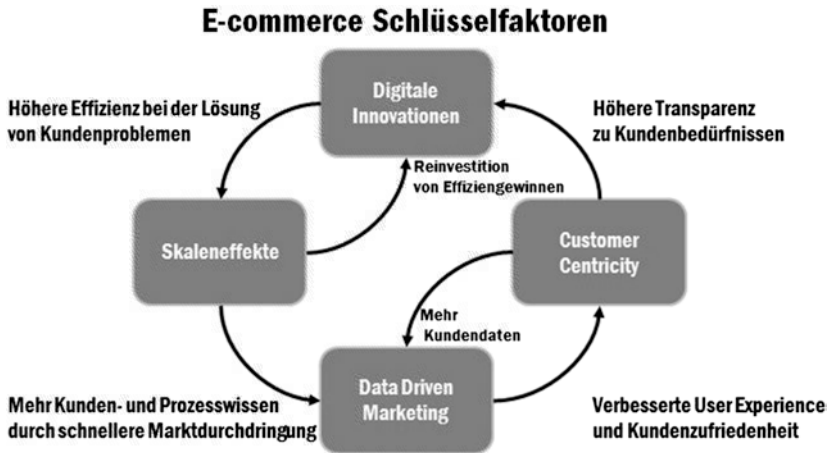 E-commerce Schlüsselfaktoren
Digitale
Innovationen
Höhere Effizienz bei der Lösung
von Kundenproblemen
Höhere Transparenz
zu Kundenbedürfnissen
Reinvestition
von Effiziengewinnen
Skaleneffekte
Customer
Centricity
Mehr
Kundendaten
Data Driven
Marketing
Mehr Kunden- und Prozesswissen
durch schnellere Marktdurchdringung
Verbesserte User Experience
und Kundenzufriedenheit